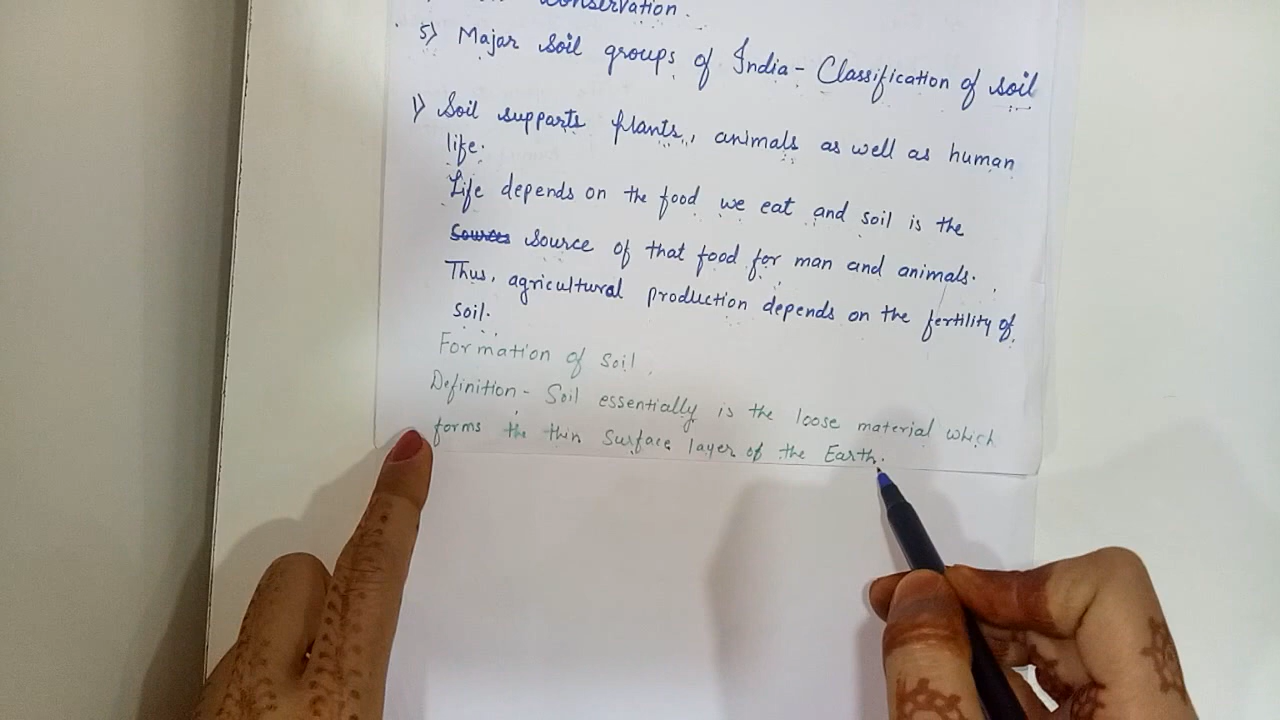 Conservation.
5) Majar Soil groups of India - Classification of soil
1) Soil supparts plants, animals as well as human
life.
Life depends on the food we eat and soil is the
Sources source of that food for man and animals.
Thus, agricultural production depends on the fertility of
soil.
Formation of Soil.
Definition - Soil essentially is the loose material which
forms the thin Surface layer of the Earth.